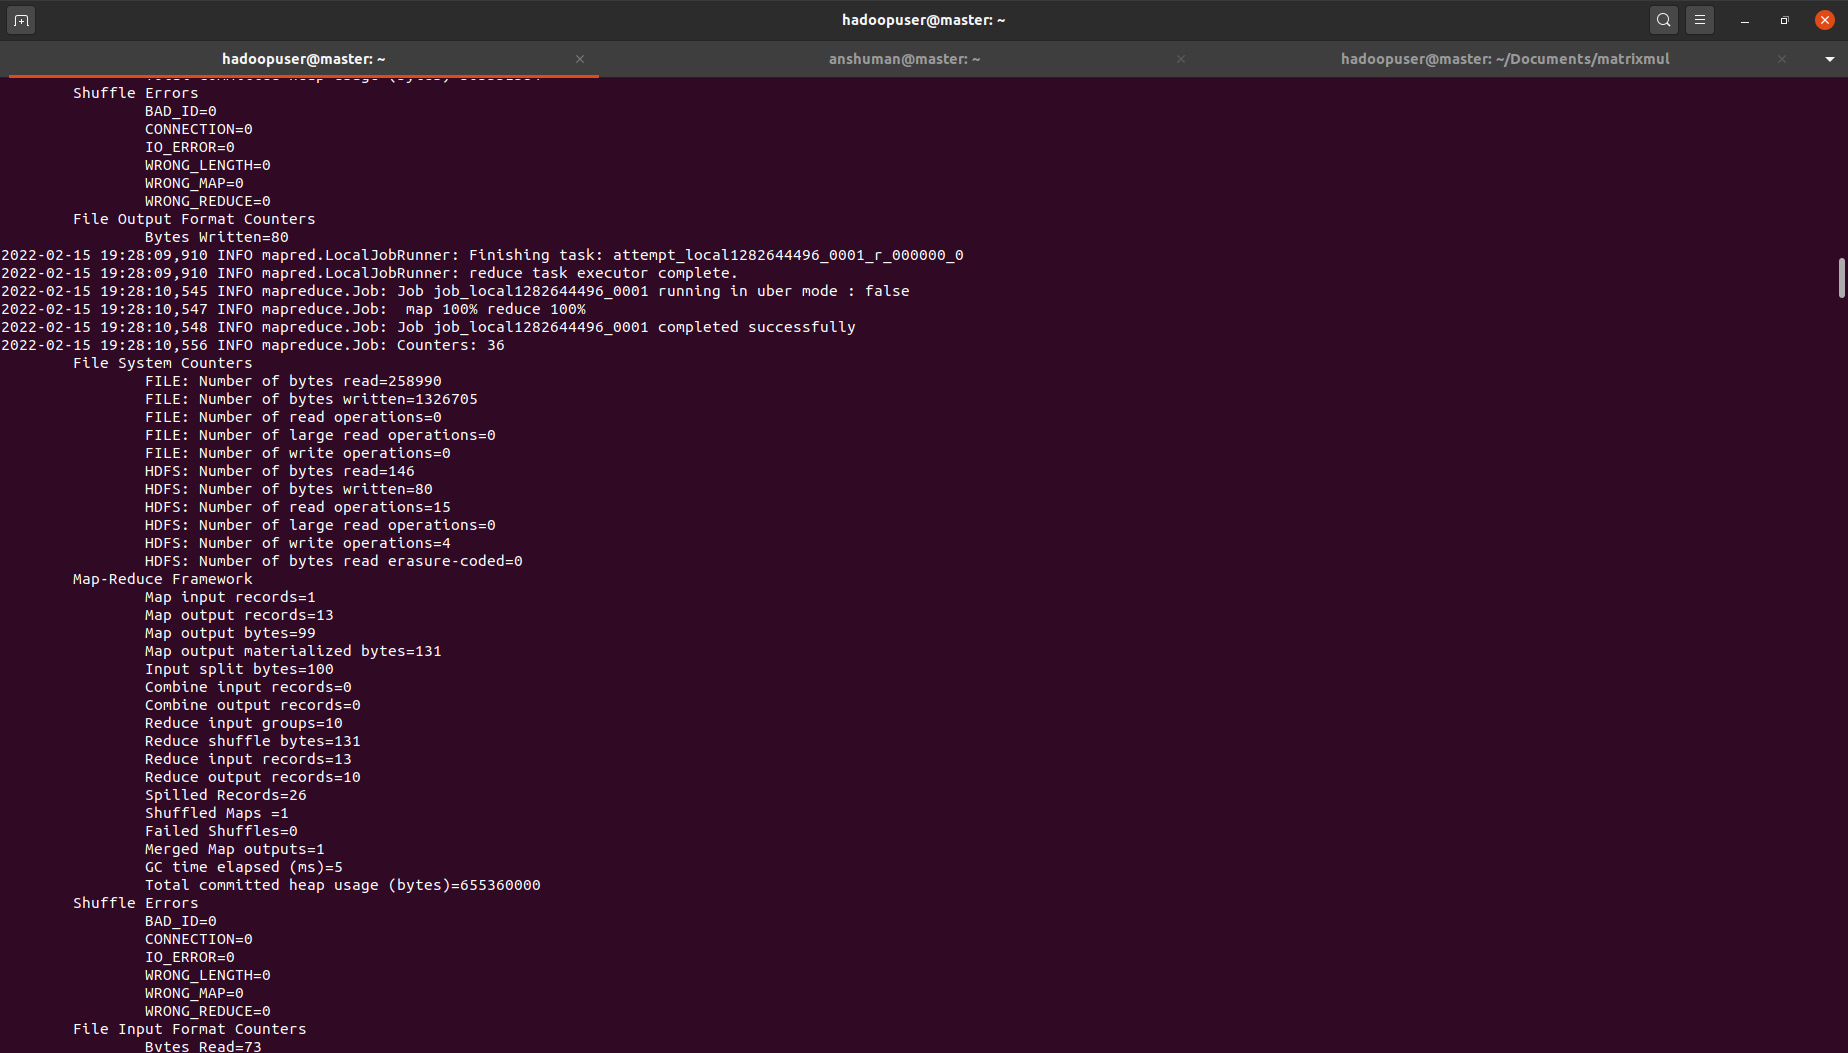 hadoopuser@master: ~
hadoopuser@master: ~
anshuman@master: ~
hadoopuser@master: ~/Documents/matrixmul
Shuffle Errors
BAD_ID=0
CONNECTION=0
IO_ERROR=0
WRONG_LENGTH=0
WRONG_MAP=0
WRONG_REDUCE=0
File Output Format Counters
Bytes Written=80
2022-02-15 19:28:09,910 INFO mapred.LocalJobRunner: Finishing task: attempt_local1282644496_0001_r_000000_0
2022-02-15 19:28:09,910 INFO mapred.LocalJobRunner: reduce task executor complete.
2022-02-15 19:28:10,545 INFO mapreduce.Job: Job job_local1282644496_0001 running in uber mode : false
2022-02-15 19:28:10,547 INFO mapreduce.Job:  map 100% reduce 100%
2022-02-15 19:28:10,548 INFO mapreduce.Job: Job job_local1282644496_0001 completed successfully
2022-02-15 19:28:10,556 INFO mapreduce.Job: Counters: 36
File System Counters
FILE: Number of bytes read=258990
FILE: Number of bytes written=1326705
FILE: Number of read operations=0
FILE: Number of large read operations=0
FILE: Number of write operations=0
HDFS: Number of bytes read=146
HDFS: Number of bytes written=80
HDFS: Number of read operations=15
HDFS: Number of large read operations=0
HDFS: Number of write operations=4
HDFS: Number of bytes read erasure-coded=0
Map-Reduce Framework
Map input records=1
Map output records=13
Map output bytes=99
Map output materialized bytes=131
Input split bytes=100
Combine input records=0
Combine output records=0
Reduce input groups=10
Reduce shuffle bytes=131
Reduce input records=13
Reduce output records=10
Spilled Records=26
Shuffled Maps =1
Failed Shuffles=0
Merged Map outputs=1
GC time elapsed (ms)=5
Total committed heap usage (bytes)=655360000
Shuffle Errors
BAD_ID=0
CONNECTION=0
IO_ERROR=0
WRONG_LENGTH=0
WRONG_MAP=0
WRONG_REDUCE=0
File Input Format Counters
Bytes Read=73